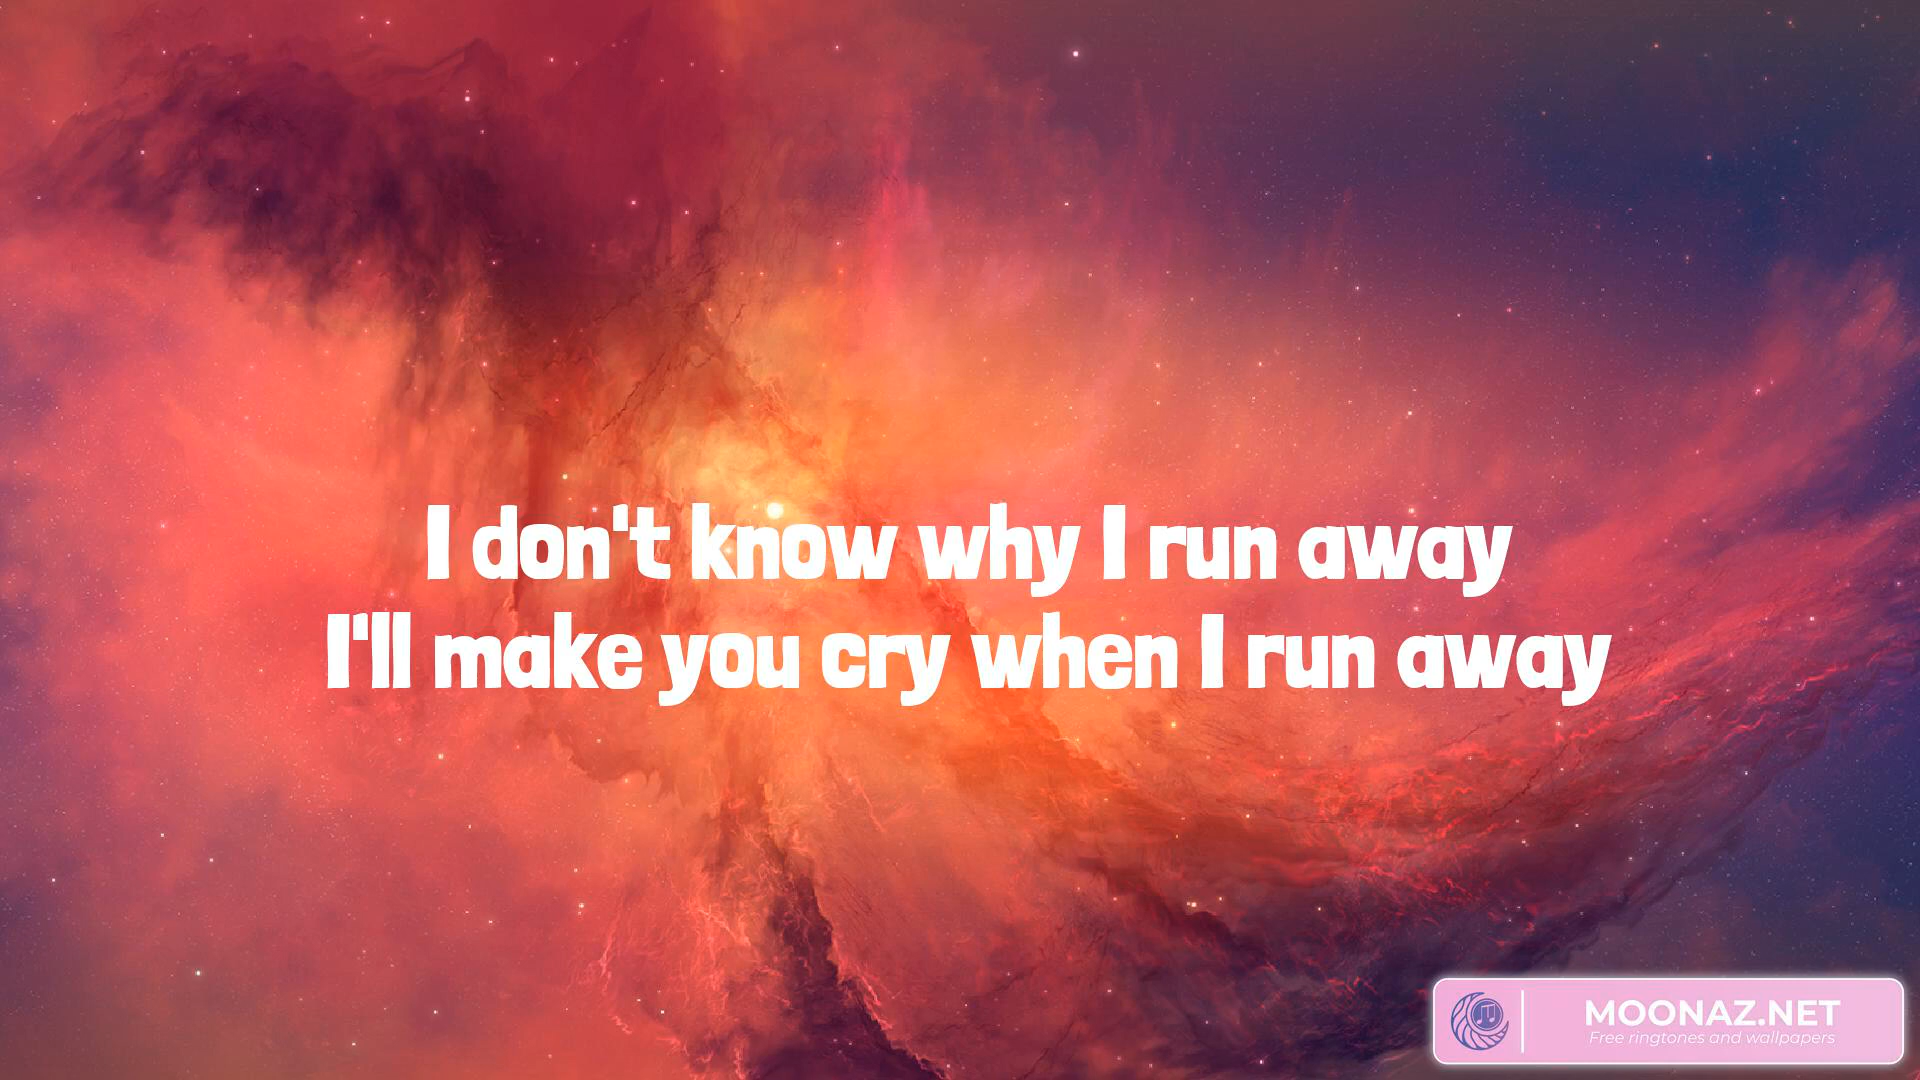 I don't know why I run away
I'll make you cry when I run away
MOONAZ.NET
Free ringtones and wallpapers